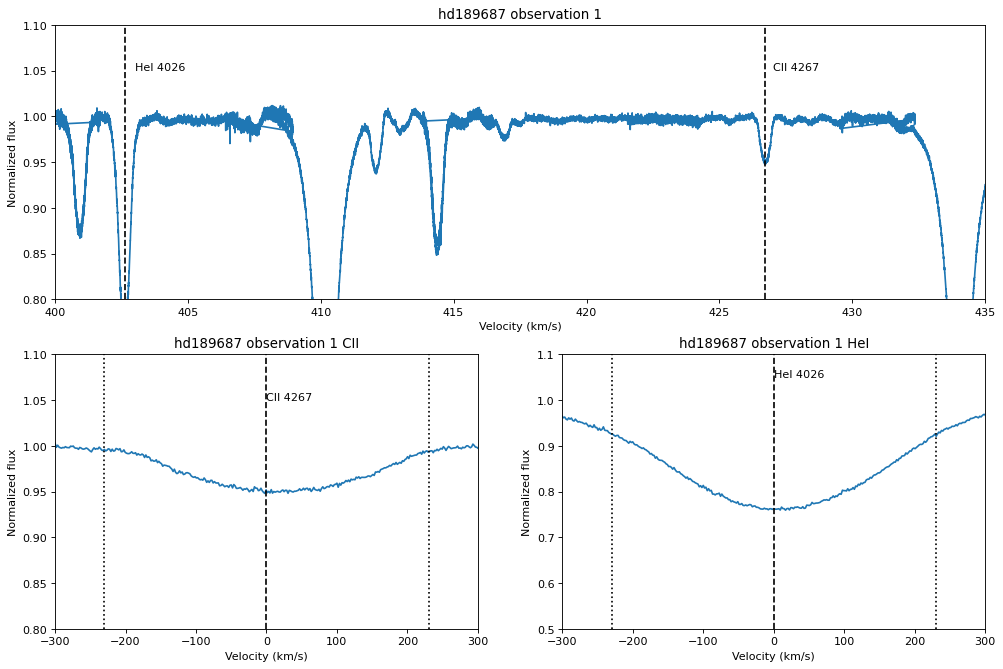 hd189687 observation 1
1.10
1.05
1.00
0.95
0.90
0.85
0.80
Normalized flux
HeI 4026
CII 4267
400 405 410 415 420 425 430 435
Velocity (km/s)
hd189687 observation 1 CII
1.10
1.05
1.00
0.95
0.90
0.85
0.80
Normalized flux
CII 4267
−300 −200 −100 0 100 200 300
Velocity (km/s)
hd189687 observation 1 HeI
1.1
1.0
0.9
0.8
0.7
0.6
0.5
Normalized flux
HeI 4026
−300 −200 −100 0 100 200 300
Velocity (km/s)